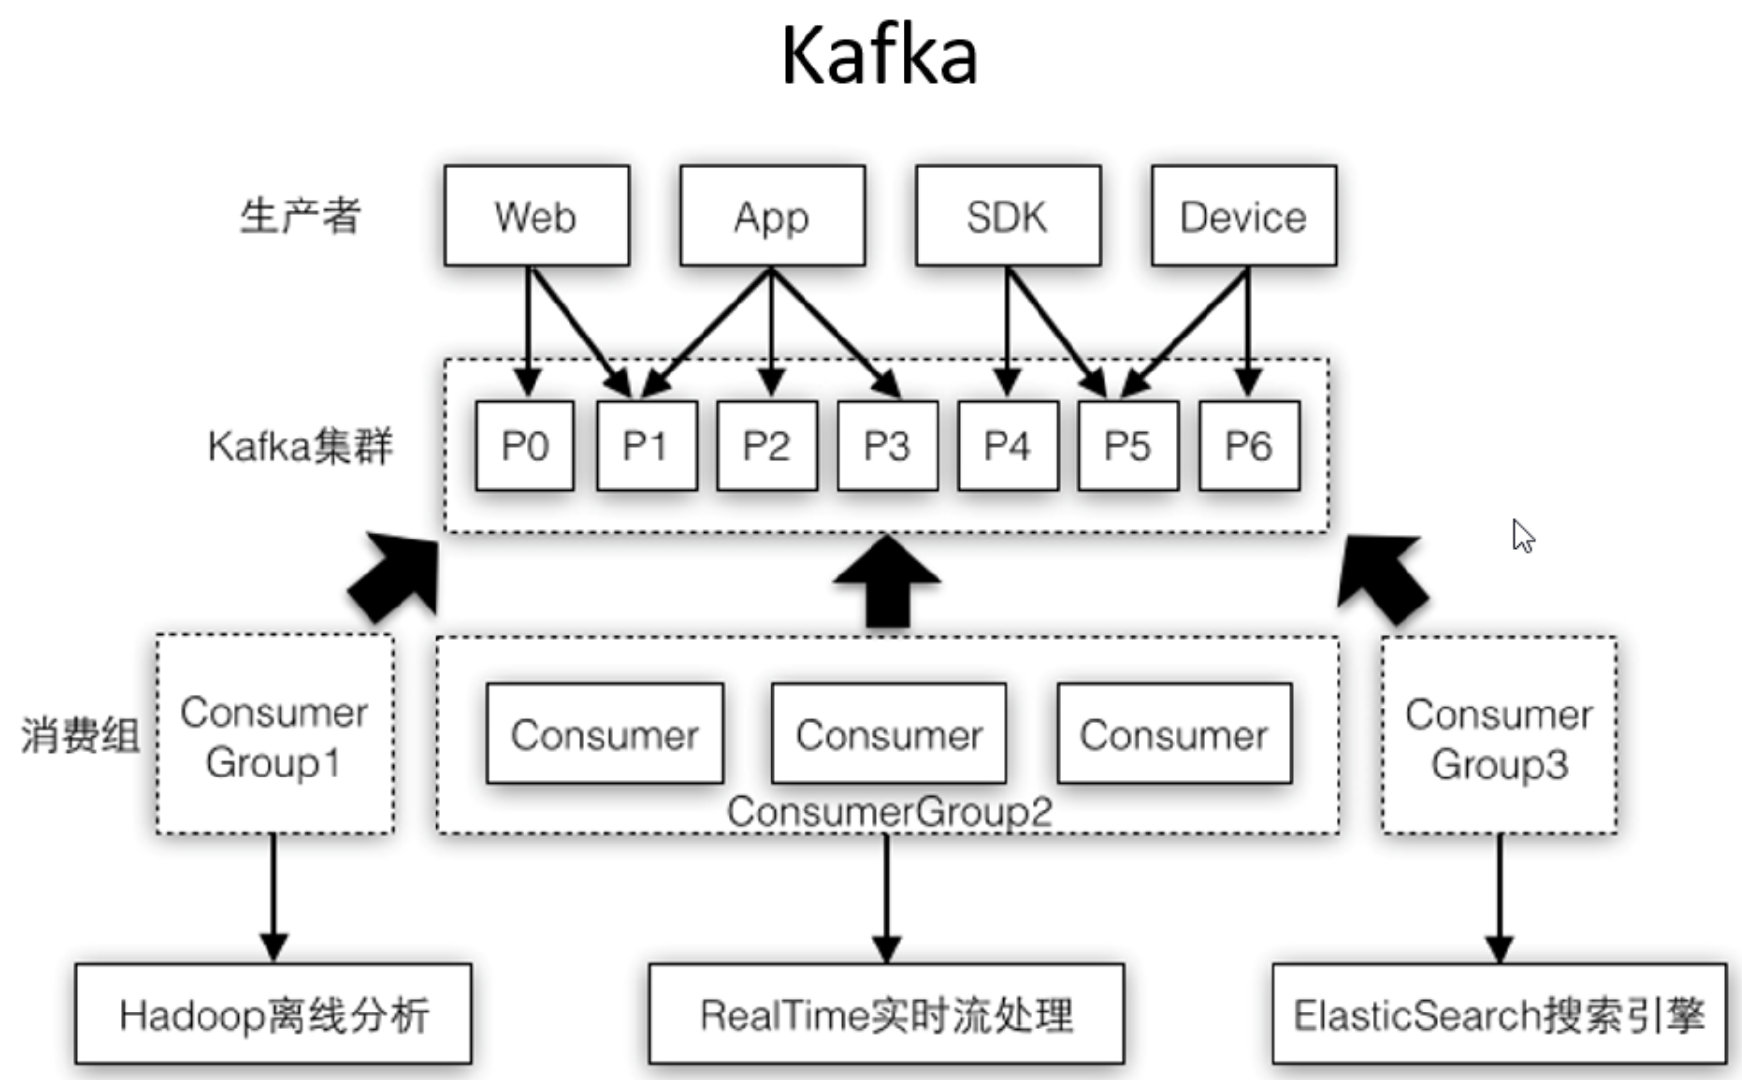 Kafka
生产者
Web
App
SDK
Device
Kafka集群
P0
P1
P2
P3
P4
P5
P6
消费组
Consumer
Group1
Consumer
Consumer
Consumer
ConsumerGroup2
Consumer
Group3
Hadoop离线分析
RealTime实时流处理
ElasticSearch搜索引擎